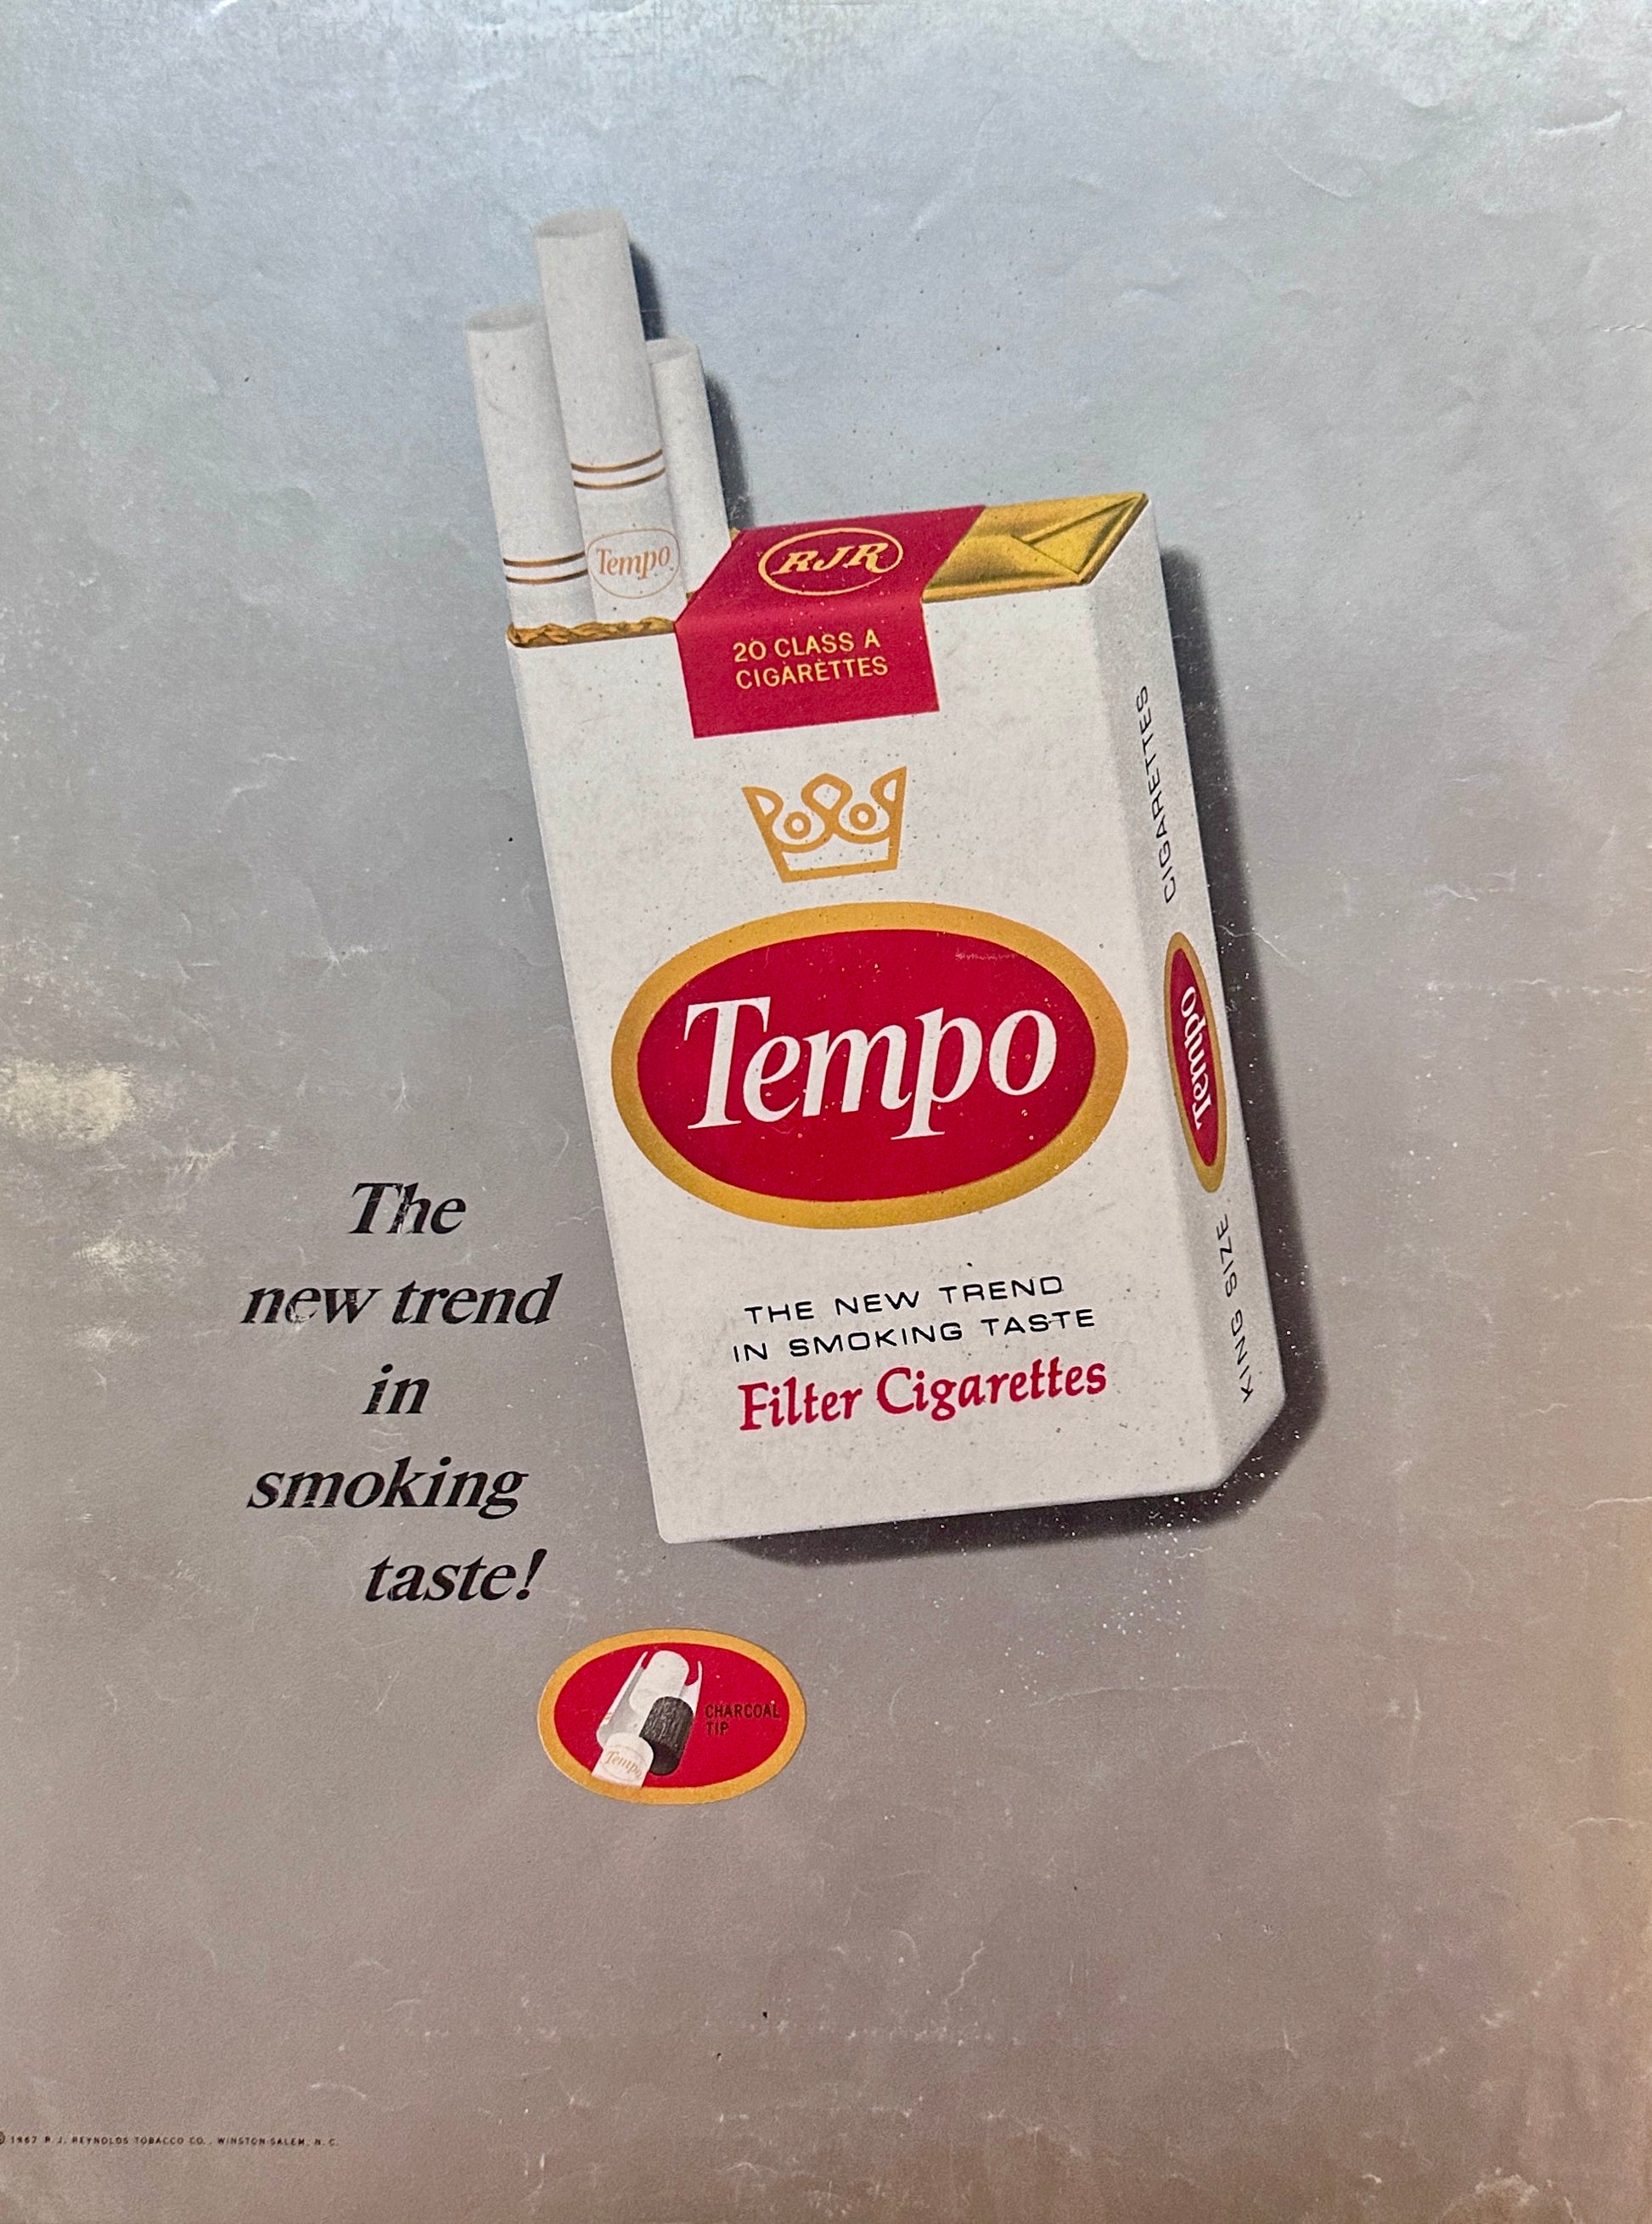 Tempo
RJR
20 CLASS A
CIGARETTES
Tempo
THE NEW TREND
IN SMOKING TASTE
Filter Cigarettes
CIGARETTES
Tempo
KING SIZE
The
new trend
in
smoking
taste!
CHARCOAL
TIP
Tempo
© 1967 R. J. REYNOLDS TOBACCO CO., WINSTON-SALEM, N. C.